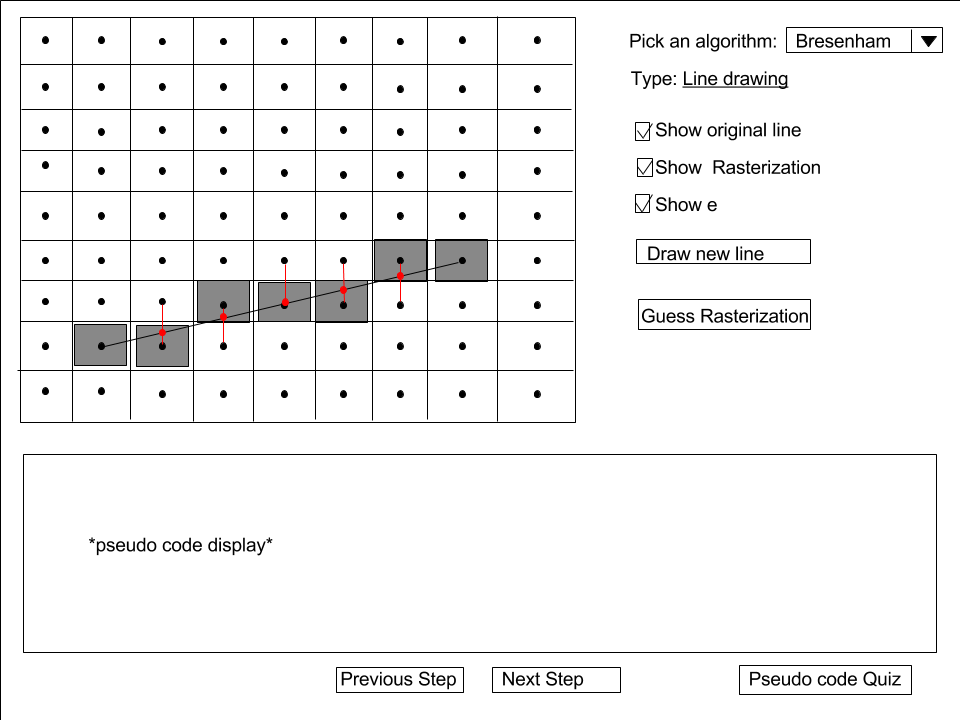 Pick an algorithm: Bresenham
Type: Line drawing
Show original line
Show Rasterization
Show e
Draw new line
Guess Rasterization
*pseudo code display*
Previous Step Next Step Pseudo code Quiz